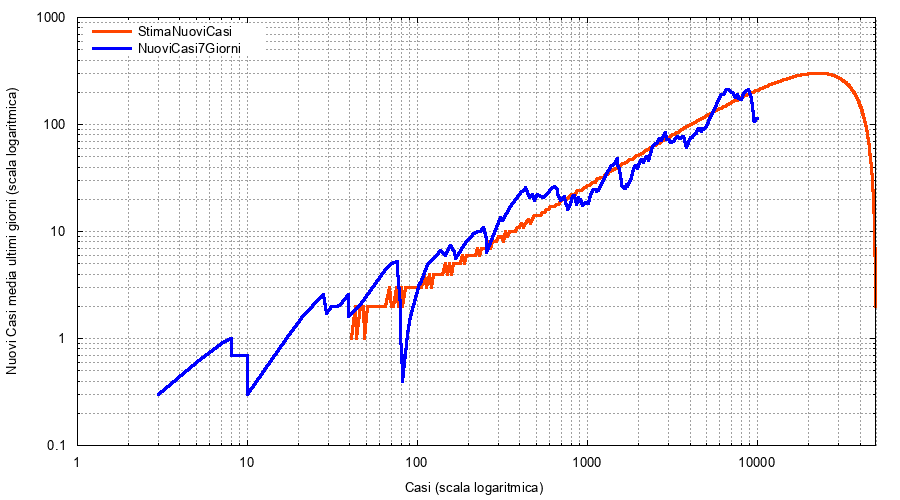 1000
100
10
1
0.1
StimaNuoviCasi
NuoviCasi7Giorni
Nuovi Casi media ultimi giorni (scala logaritmica)
1 10 100 1000 10000
Casi (scala logaritmica)